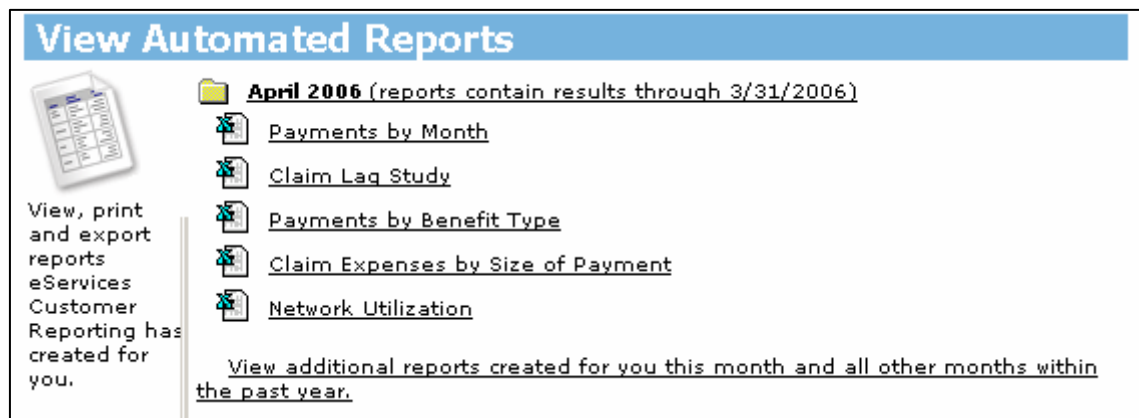 View Automated Reports
April 2006 (reports contain results through 3/31/2006)
Payments by Month
Claim Lag Study
Payments by Benefit Type
Claim Expenses by Size of Payment
Network Utilization
View additional reports created for you this month and all other months within
the past year.
View, print
and export
reports
eServices
Customer
Reporting has
created for
you.